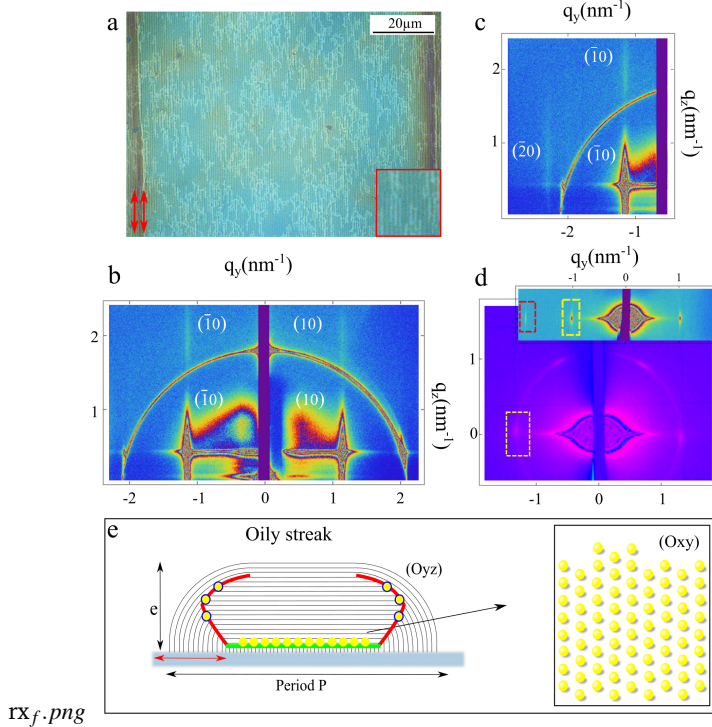 a
20µm
q_y(nm⁻¹)
c
(1̄0)
(2̄0)
(1̄0)
2
1
q_z(nm⁻¹)
-2
-1
q_y(nm⁻¹)
b
(1̄0)
(10)
(1̄0)
(10)
2
1
q_z(nm⁻¹)
-2
-1
0
1
2
q_y(nm⁻¹)
d
-1
0
1
1
0
-1
0
1
e
Oily streak
(Oyz)
e
Period P
(Oxy)
rx_f.png